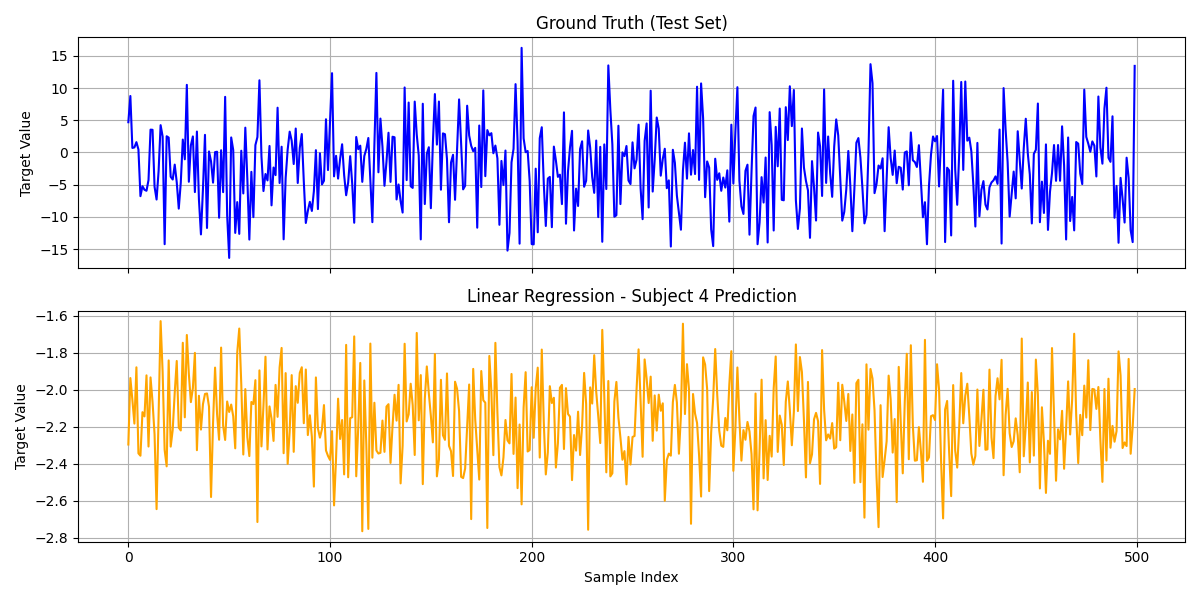 Ground Truth (Test Set)
Target Value
15
10
5
0
−5
−10
−15
Linear Regression - Subject 4 Prediction
Target Value
−1.6
−1.8
−2.0
−2.2
−2.4
−2.6
−2.8
0 100 200 300 400 500
Sample Index